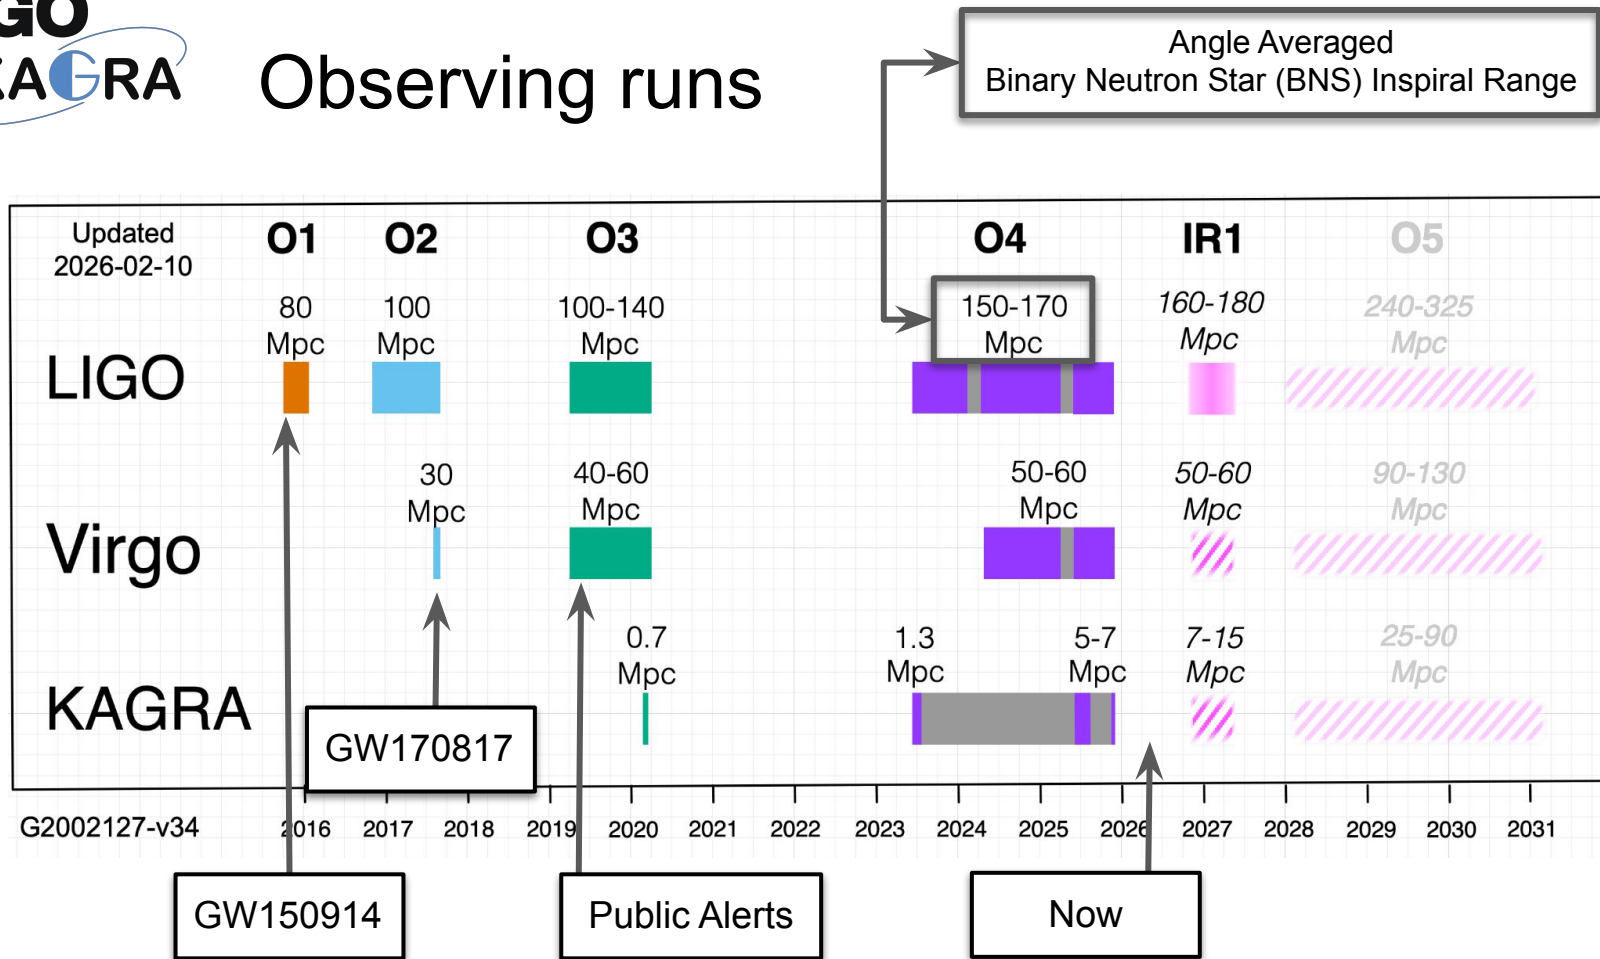 GO
KAGRA
Observing runs
Angle Averaged
Binary Neutron Star (BNS) Inspiral Range
Updated
2026-02-10
O1
O2
O3
O4
IR1
O5
LIGO
80
Mpc
100
Mpc
100-140
Mpc
150-170
Mpc
160-180
Mpc
240-325
Mpc
Virgo
30
Mpc
40-60
Mpc
50-60
Mpc
50-60
Mpc
90-130
Mpc
KAGRA
0.7
Mpc
1.3
Mpc
5-7
Mpc
7-15
Mpc
25-90
Mpc
GW170817
G2002127-v34
2016 2017 2018 2019 2020 2021 2022 2023 2024 2025 2026 2027 2028 2029 2030 2031
GW150914
Public Alerts
Now